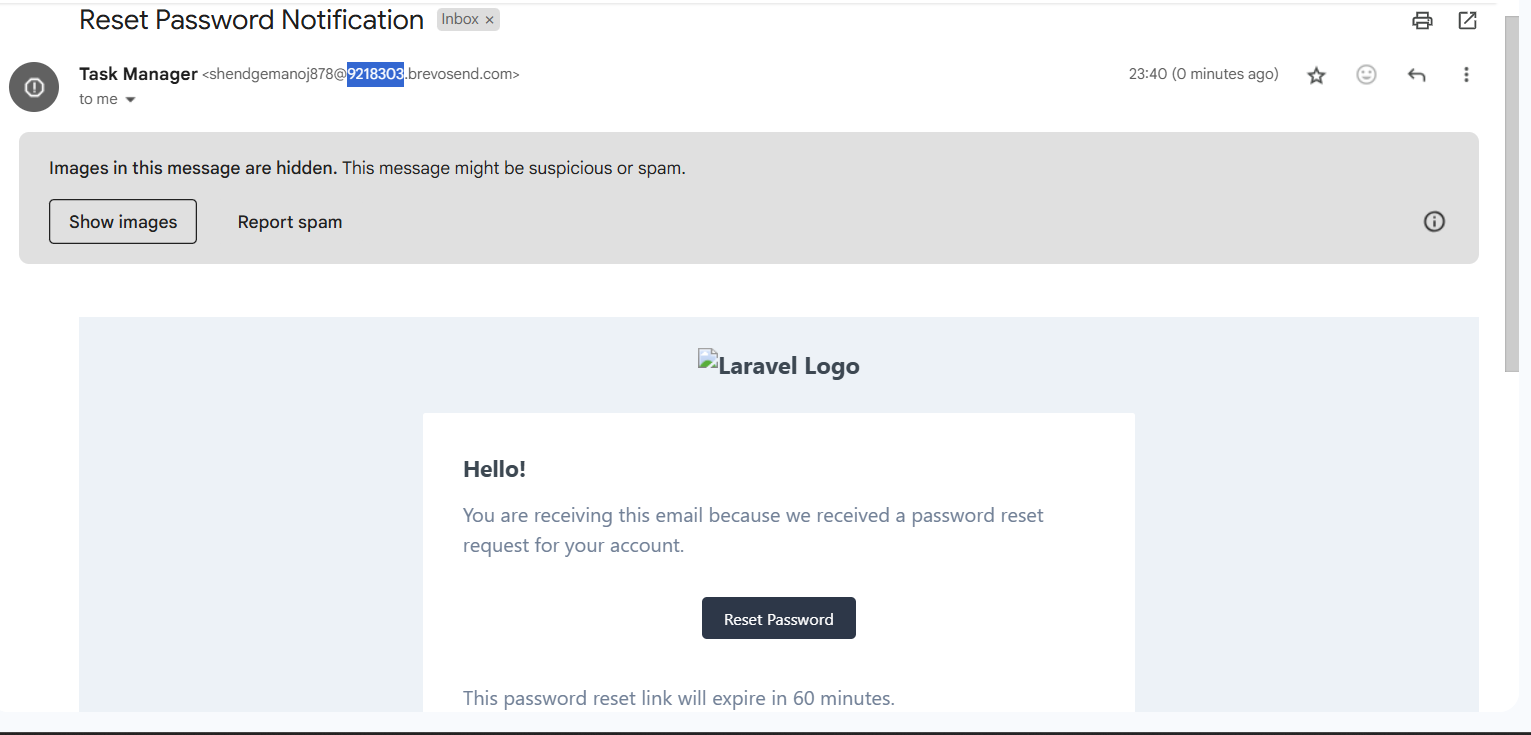 Reset Password Notification Inbox ×
Task Manager <shendgemanoj878@9218303.brevosend.com> 23:40 (0 minutes ago)
to me
Images in this message are hidden. This message might be suspicious or spam.
Show images Report spam
Laravel Logo
Hello!
You are receiving this email because we received a password reset
request for your account.
Reset Password
This password reset link will expire in 60 minutes.